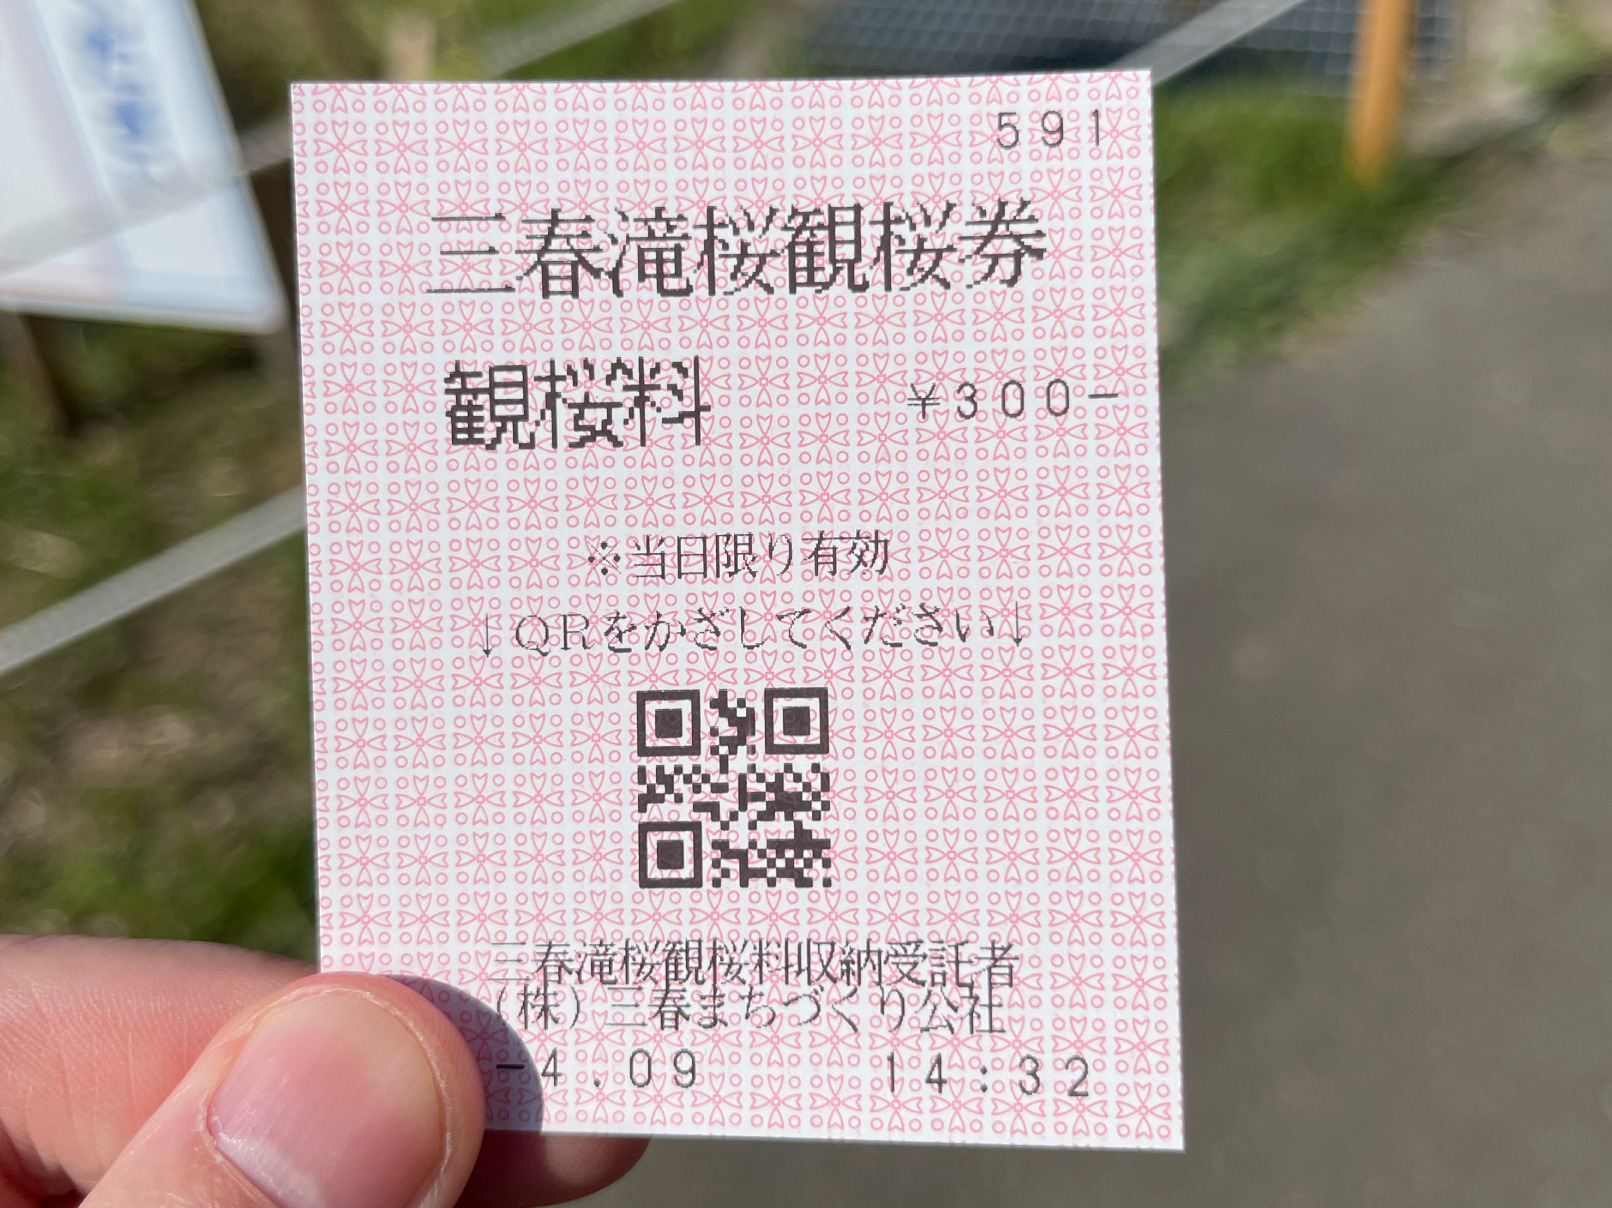 591
三春滝桜観桜券
観桜料 ¥300-
※当日限り有効
↓QRをかざしてください↓
三春滝桜観桜料収納受託者
(株)三春まちづくり公社
-4.09 14:32